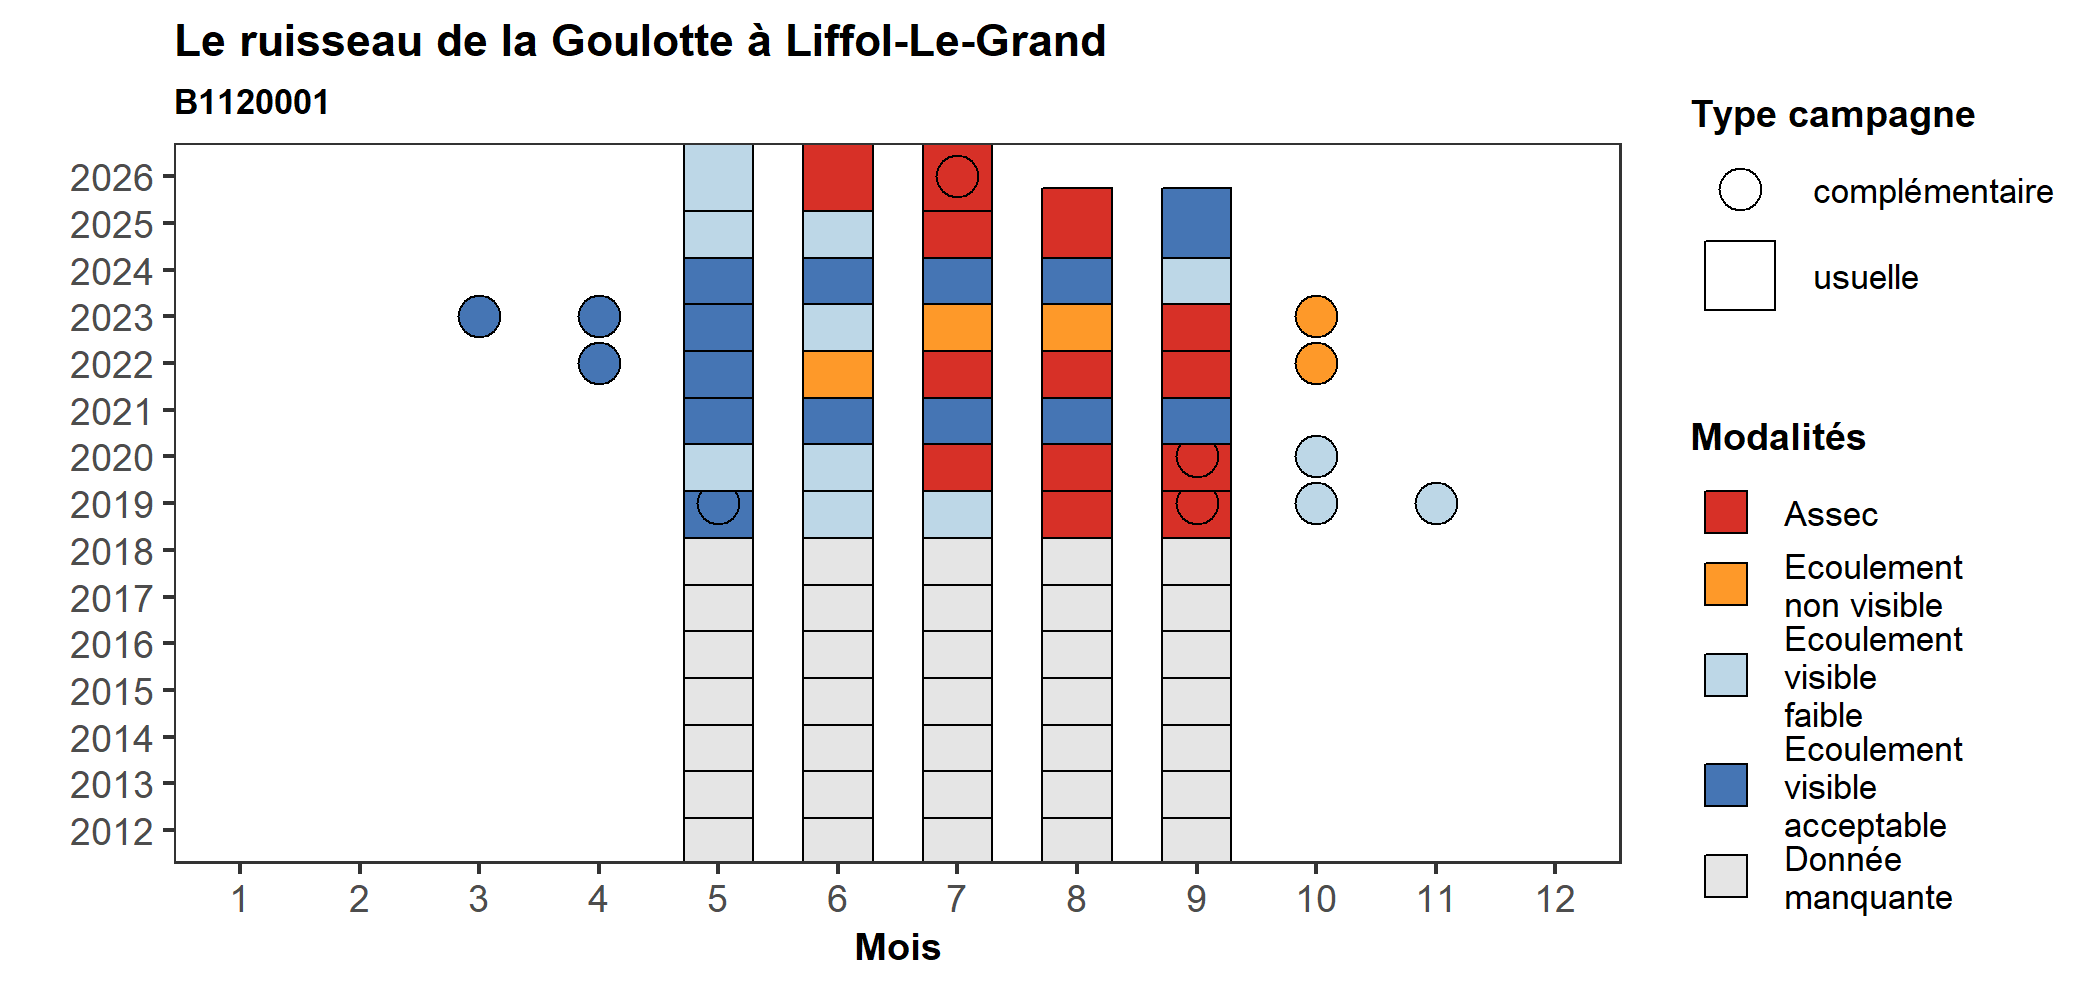 Le ruisseau de la Goulotte à Liffol-Le-Grand
B1120001
2026
2025
2024
2023
2022
2021
2020
2019
2018
2017
2016
2015
2014
2013
2012
1 2 3 4 5 6 7 8 9 10 11 12
Mois
Type campagne
complémentaire
usuelle
Modalités
Assec
Ecoulement
non visible
Ecoulement
visible
faible
Ecoulement
visible
acceptable
Donnée
manquante